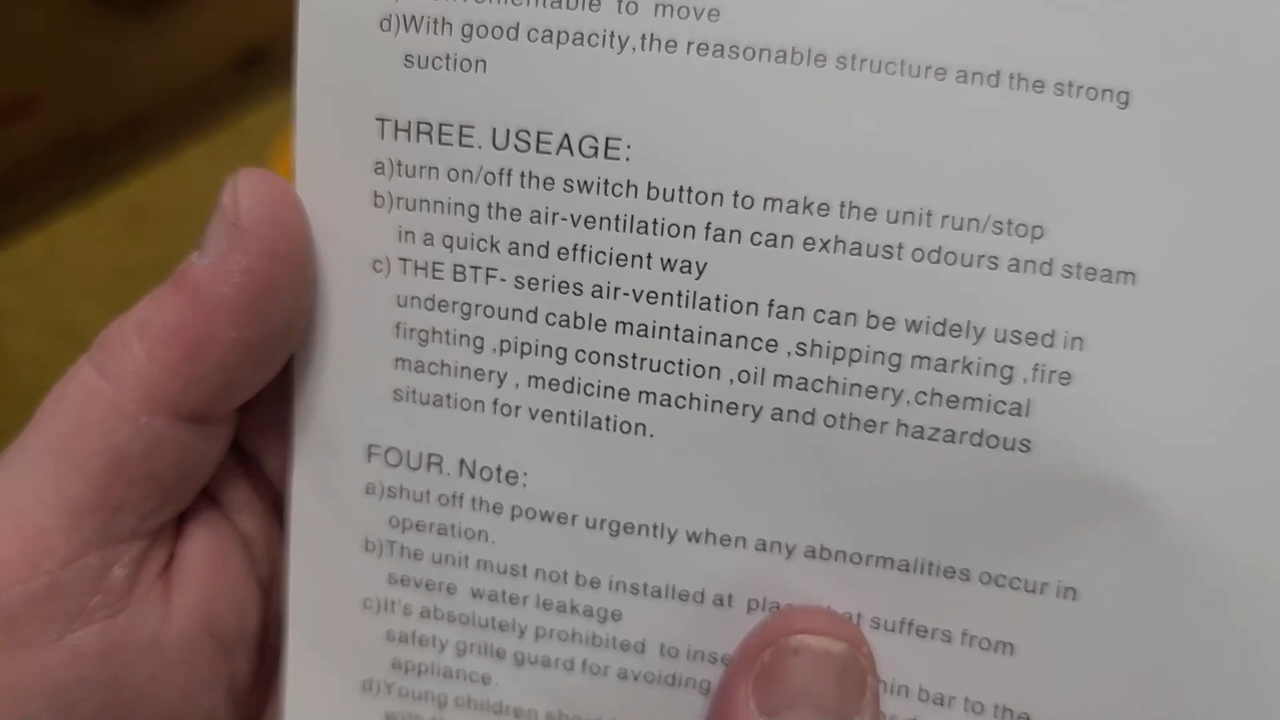 to move
d)With good capacity,the reasonable structure and the strong
suction
THREE. USEAGE:
a)turn on/off the switch button to make the unit run/stop
b)running the air-ventilation fan can exhaust odours and steam
in a quick and efficient way
c) THE BTF- series air-ventilation fan can be widely used in
underground cable maintainance ,shipping marking ,fire
firghting ,piping construction ,oil machinery,chemical
machinery , medicine machinery and other hazardous
situation for ventilation.
FOUR. Note:
a)shut off the power urgently when any abnormalities occur in
operation.
b)The unit must not be installed at suffers from
severe water leakage
c)It's absolutely prohibited to bar to the
safety grille guard for avoiding
appliance.
d)Young children